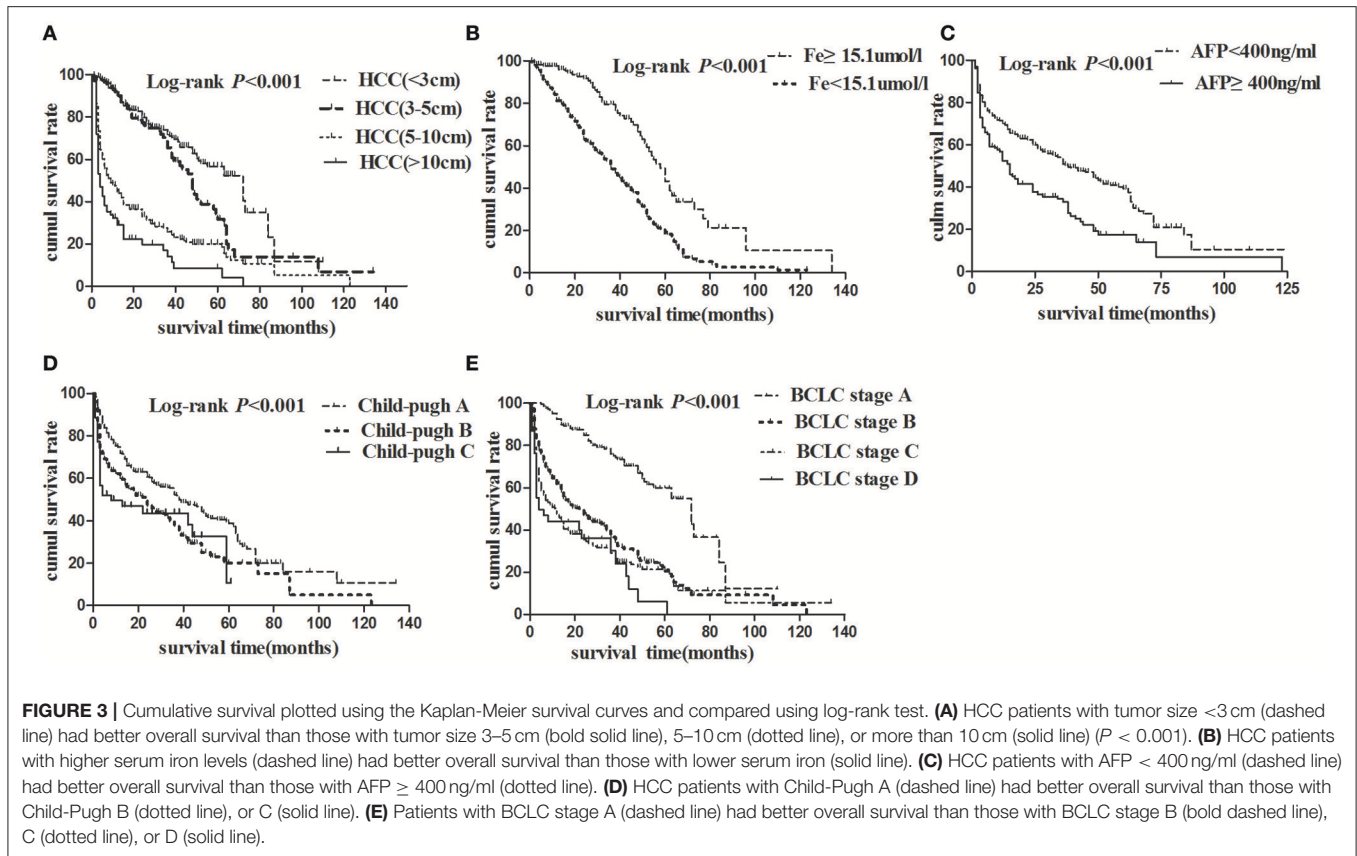 A
Log-rank P<0.001
HCC(<3cm)
HCC(3-5cm)
HCC(5-10cm)
HCC(>10cm)
cumul survival rate
100
80
60
40
20
0
0 20 40 60 80 100 120 140
survival time(months)
B
Log-rank P<0.001
Fe≥ 15.1umol/l
Fe<15.1umol/l
cumul survival rate
100
80
60
40
20
0
0 20 40 60 80 100 120 140
survival time(months)
C
Log-rank P<0.001
AFP<400ng/ml
AFP≥ 400ng/ml
culm survival rate
100
80
60
40
20
0
0 25 50 75 100 125
survival time(months)
D
Log-rank P<0.001
Child-pugh A
Child-pugh B
Child-pugh C
cumul survival rate
100
80
60
40
20
0
0 20 40 60 80 100 120 140
survival time(months)
E
Log-rank P<0.001
BCLC stage A
BCLC stage B
BCLC stage C
BCLC stage D
cumul survival rate
100
80
60
40
20
0
0 20 40 60 80 100 120 140
survival time(months)
FIGURE 3 | Cumulative survival plotted using the Kaplan-Meier survival curves and compared using log-rank test. (A) HCC patients with tumor size <3 cm (dashed
line) had better overall survival than those with tumor size 3–5 cm (bold solid line), 5–10 cm (dotted line), or more than 10 cm (solid line) (P < 0.001). (B) HCC patients
with higher serum iron levels (dashed line) had better overall survival than those with lower serum iron (solid line). (C) HCC patients with AFP < 400 ng/ml (dashed line)
had better overall survival than those with AFP ≥ 400 ng/ml (dotted line). (D) HCC patients with Child-Pugh A (dashed line) had better overall survival than those with
Child-Pugh B (dotted line), or C (solid line). (E) Patients with BCLC stage A (dashed line) had better overall survival than those with BCLC stage B (bold dashed line),
C (dotted line), or D (solid line).